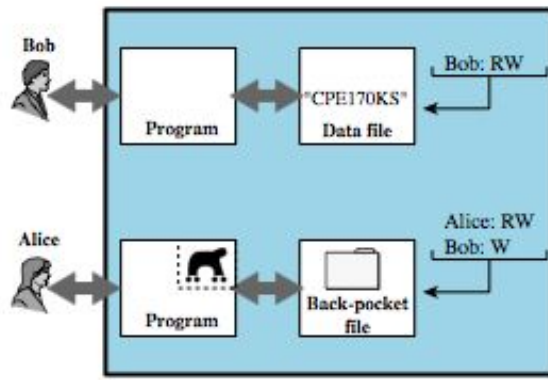 Bob
Bob: RW
"CPE170KS"
Program
Data file
Alice: RW
Alice
Bob: W
Program
Back-pocket
file